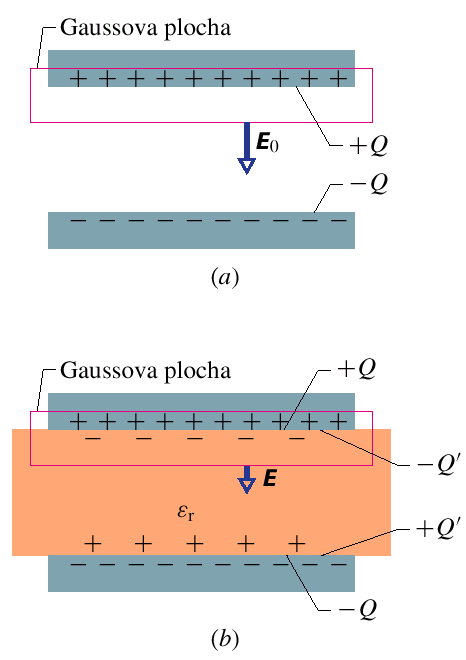 Gaussova plocha
+ + + + + + + + + +
E₀
+Q
−Q
− − − − − − − − − −
(a)
Gaussova plocha
+Q
+ + + + + + + + + +
− − − − −
−Q′
E
εr
+ + + + +
+Q′
− − − − − − − − − −
−Q
(b)